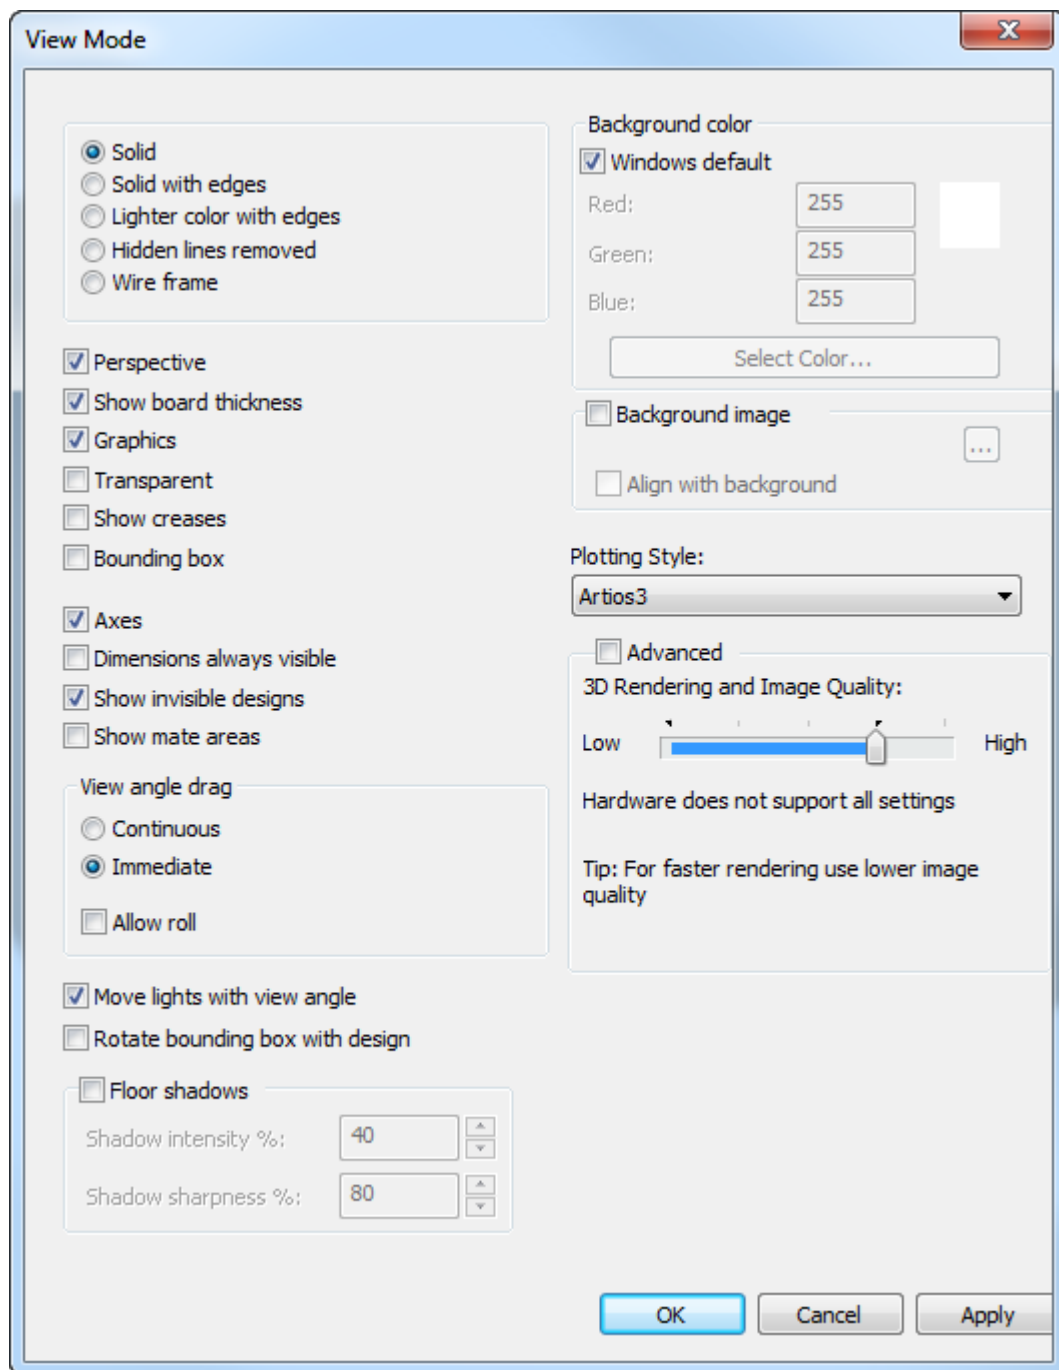 View Mode
Solid
Solid with edges
Lighter color with edges
Hidden lines removed
Wire frame
Perspective
Show board thickness
Graphics
Transparent
Show creases
Bounding box
Axes
Dimensions always visible
Show invisible designs
Show mate areas
View angle drag
Continuous
Immediate
Allow roll
Move lights with view angle
Rotate bounding box with design
Floor shadows
Shadow intensity %: 40
Shadow sharpness %: 80
Background color
Windows default
Red: 255
Green: 255
Blue: 255
Select Color...
Background image
...
Align with background
Plotting Style:
Artios3
Advanced
3D Rendering and Image Quality:
Low High
Hardware does not support all settings
Tip: For faster rendering use lower image
quality
OK Cancel Apply